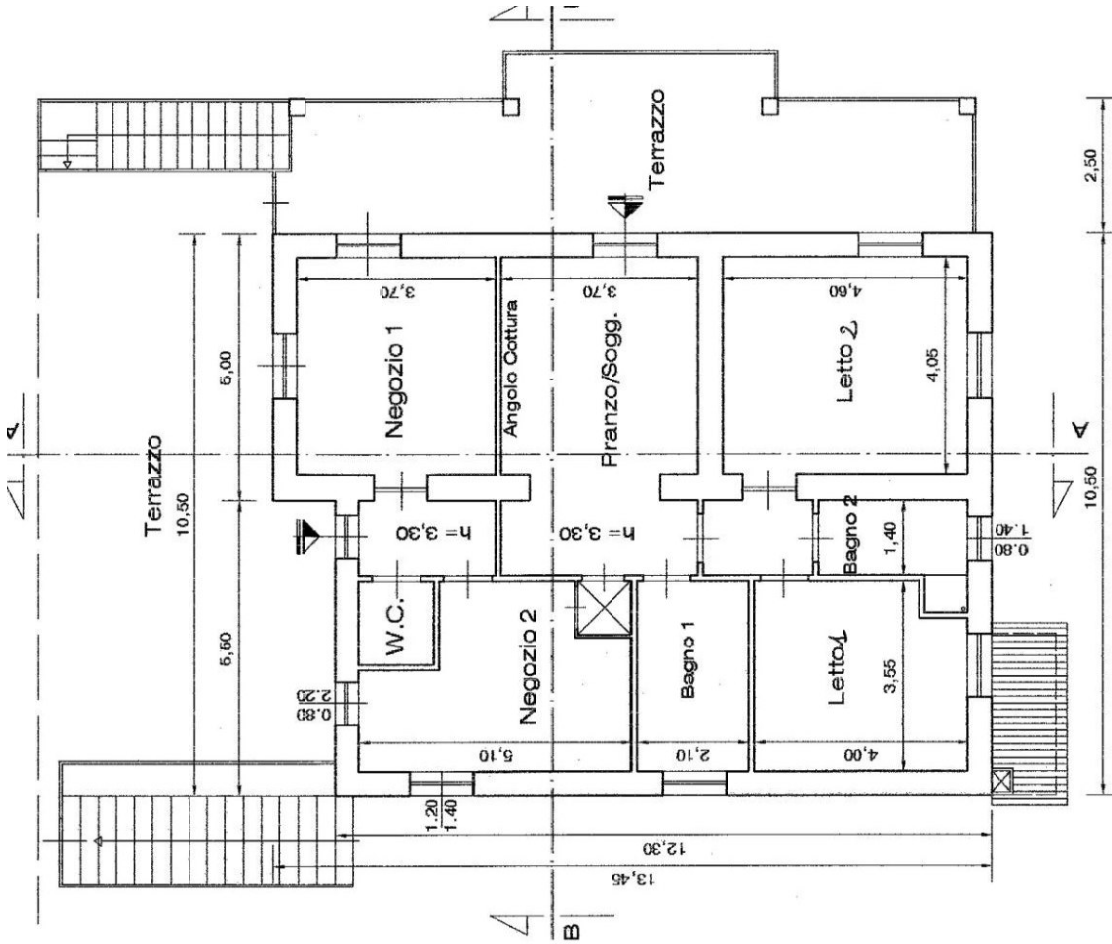 A
B
Terrazzo
10,50
5,00
5,50
Negozio 1
3,70
Angolo Cottura
Pranzo/Sogg.
3,70
Terrazzo
2,50
Letto 2
4,60
4,05
A
10,50
h= 3,30
h= 3,30
Bagno 2
1,40
1.40
0.80
W.C.
Negozio 2
0.80
2.20
5,10
Bagno 1
2,10
Letto 1
3,55
4,00
1.20
1.40
12,30
13,45
B